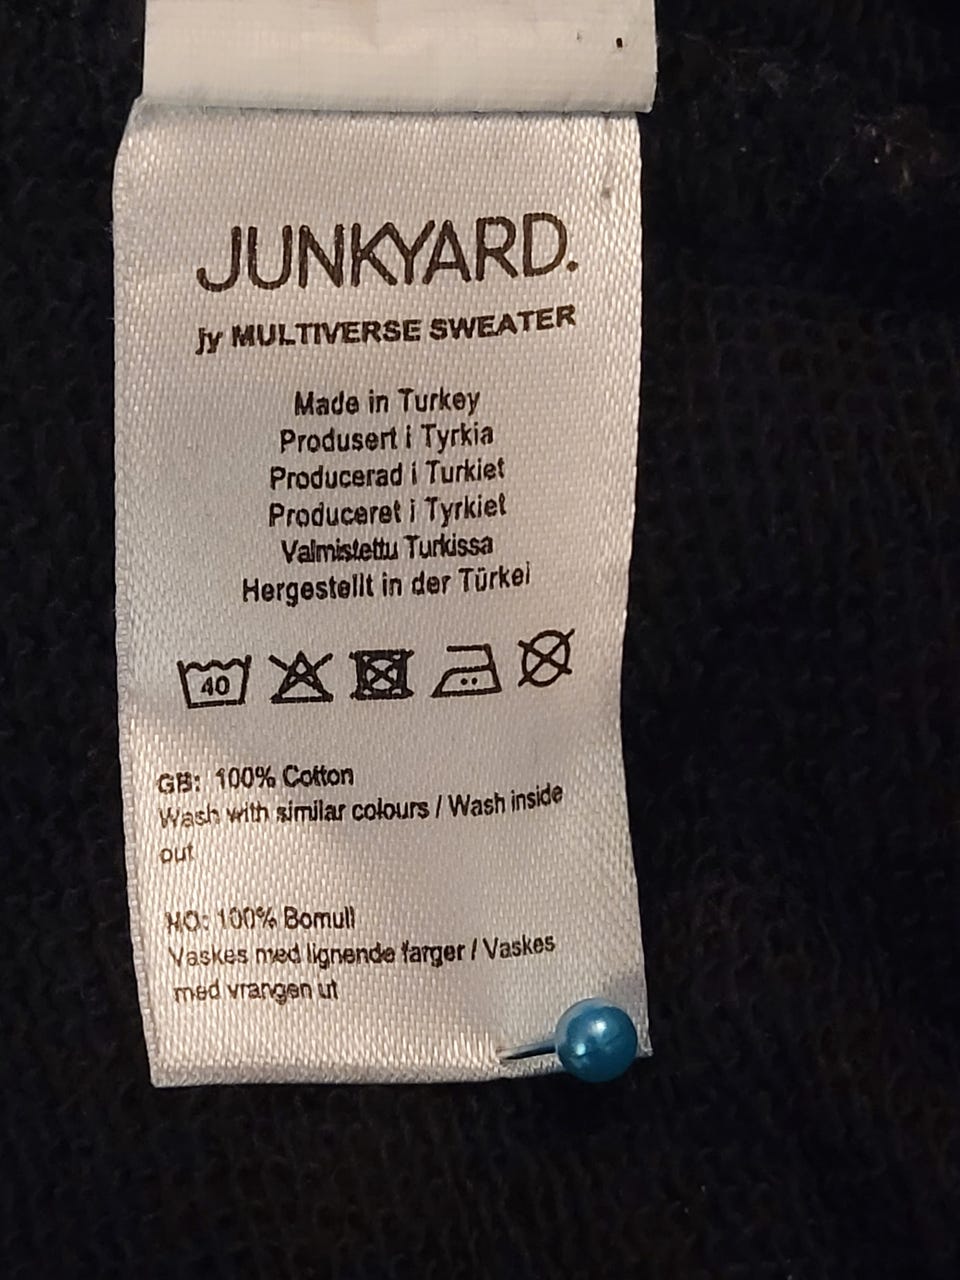 JUNKYARD.
jy MULTIVERSE SWEATER
Made in Turkey
Produsert i Tyrkia
Producerad i Turkiet
Produceret i Tyrkiet
Valmistettu Turkissa
Hergestellt in der Türkei
40
GB: 100% Cotton
Wash with similar colours / Wash inside
out
NO: 100% Bomull
Vaskes med lignende farger / Vaskes
med vrangen ut